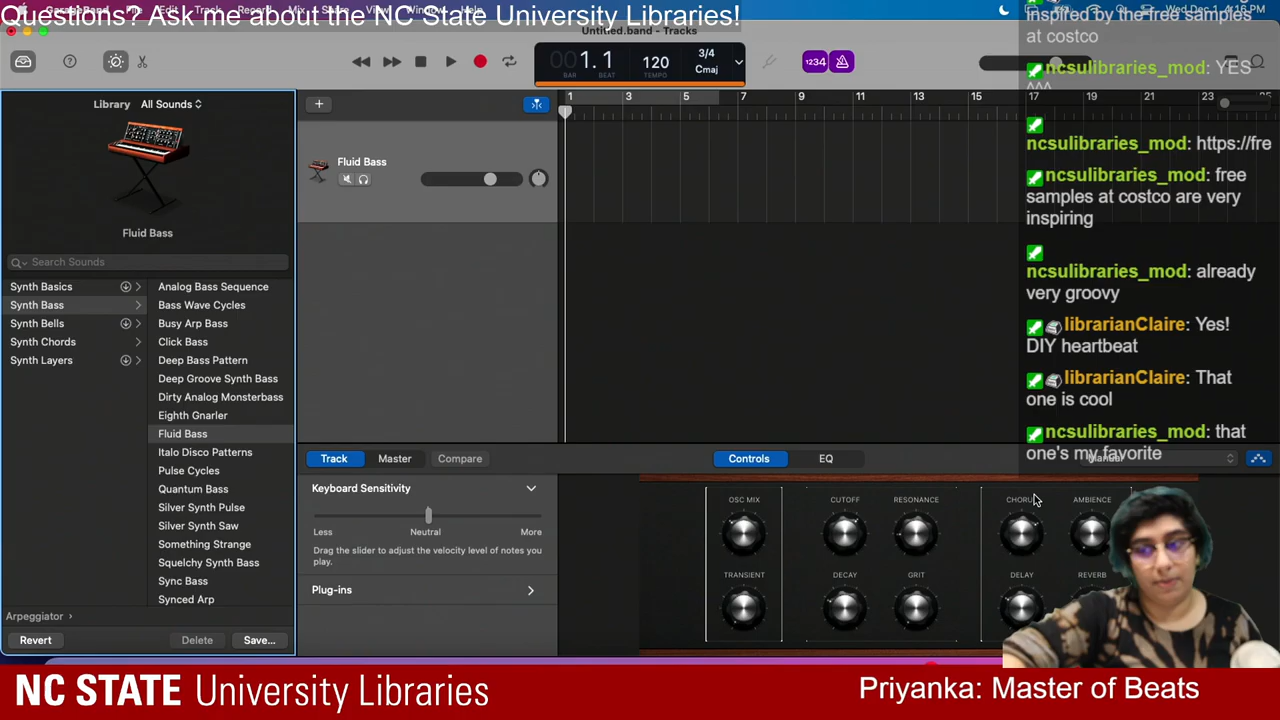 Questions? Ask me about the NC State University Libraries!
Untitled.band - Tracks
1.1
BAR
BEAT
120
TEMPO
3/4
Cmaj
1234
Library
All Sounds
Fluid Bass
Search Sounds
Synth Basics
Synth Bass
Synth Bells
Synth Chords
Synth Layers
Analog Bass Sequence
Bass Wave Cycles
Busy Arp Bass
Click Bass
Deep Bass Pattern
Deep Groove Synth Bass
Dirty Analog Monsterbass
Eighth Gnarler
Fluid Bass
Italo Disco Patterns
Pulse Cycles
Quantum Bass
Silver Synth Pulse
Silver Synth Saw
Something Strange
Squelchy Synth Bass
Sync Bass
Synced Arp
Arpeggiator
Revert
Delete
Save...
1 3 5 7 9 11 13 15 17 19 21 23
Fluid Bass
Track
Master
Compare
Controls
EQ
Keyboard Sensitivity
Less
Neutral
More
Drag the slider to adjust the velocity level of notes you
play.
Plug-ins
OSC MIX
CUTOFF
RESONANCE
AMBIENCE
TRANSIENT
DECAY
GRIT
DELAY
REVERB
inspired by the free samples
at costco
ncsulibraries_mod: YES
^^^
ncsulibraries_mod: https://fre
ncsulibraries_mod: free
samples at costco are very
inspiring
ncsulibraries_mod: already
very groovy
librarianClaire: Yes!
DIY heartbeat
librarianClaire: That
one is cool
ncsulibraries_mod: that
one's my favorite
NC STATE University Libraries
Priyanka: Master of Beats